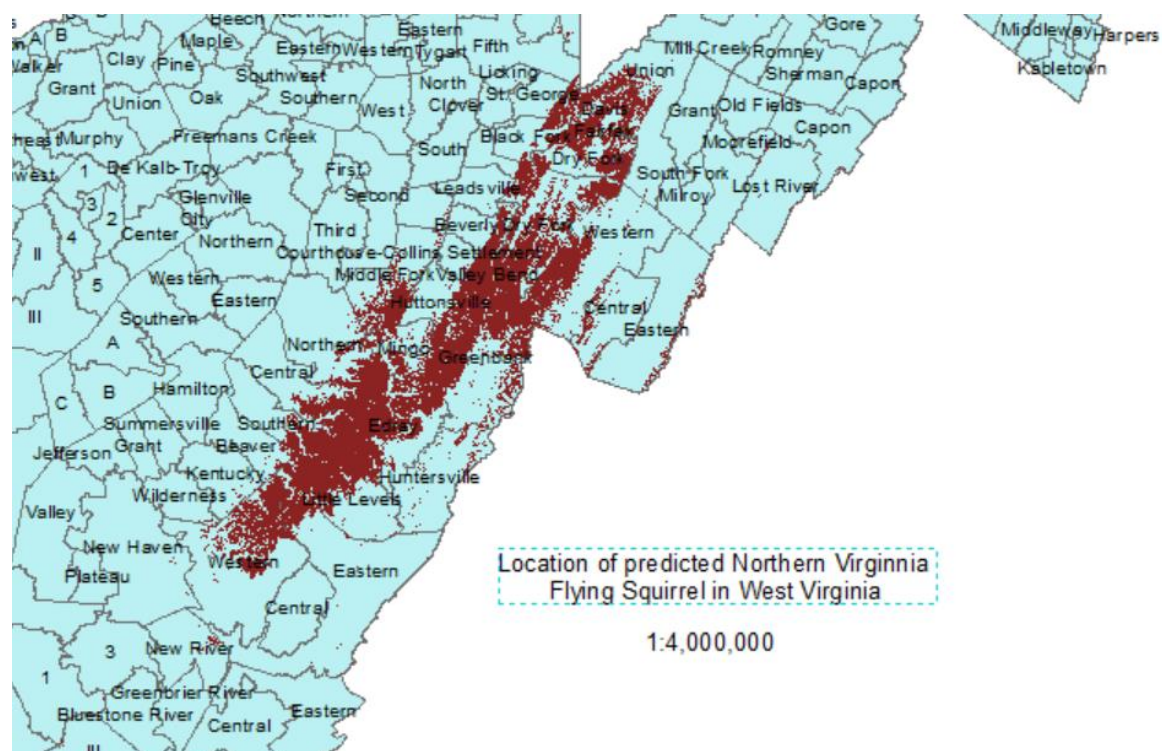 Beech
Northern
Eastern
Gore
Middleway
Harpers
A
B
Maple
Eastern
Western
Tygart
Fifth
Mill Creek
Romney
Walker
Clay
Pine
Kabletown
Southwest
North
Licking
Union
Sherman
Grant
Union
Oak
Southern
West
Clover
St. George
Capon
Davis
Grant
Old Fields
Murphy
Freemans Creek
South
Black Fork
Fairfax
Moorefield
Capon
west
1
De Kalb-Troy
First
Dry Fork
Second
Leadsville
South Fork
Milroy
Lost River
3
Glenville
City
2
4
Center
Northern
Third
Beverly
Dry Fork
Western
II
Courthouse-Collins Settlement
Western
Middle Fork
Valley Bend
5
Eastern
Huttonsville
Central
III
Southern
Eastern
A
Northern
Mingo
Greenbank
Central
B
Hamilton
C
Summersville
Southern
Edray
Jefferson
Grant
Beaver
Kentucky
Huntersville
Wilderness
Little Levels
Valley
New Haven
Western
Eastern
Plateau
Location of predicted Northern Virginnia
Flying Squirrel in West Virginia
Central
1:4,000,000
3
New River
1
Greenbrier River
Bluestone River
Central
Eastern
III